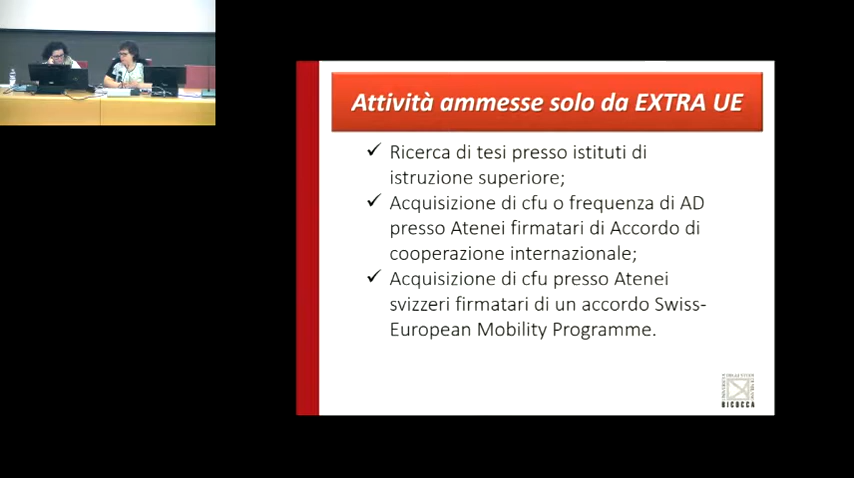 Attività ammesse solo da EXTRA UE
✓ Ricerca di tesi presso istituti di
istruzione superiore;
✓ Acquisizione di cfu o frequenza di AD
presso Atenei firmatari di Accordo di
cooperazione internazionale;
✓ Acquisizione di cfu presso Atenei
svizzeri firmatari di un accordo Swiss-
European Mobility Programme.
BICOCCA